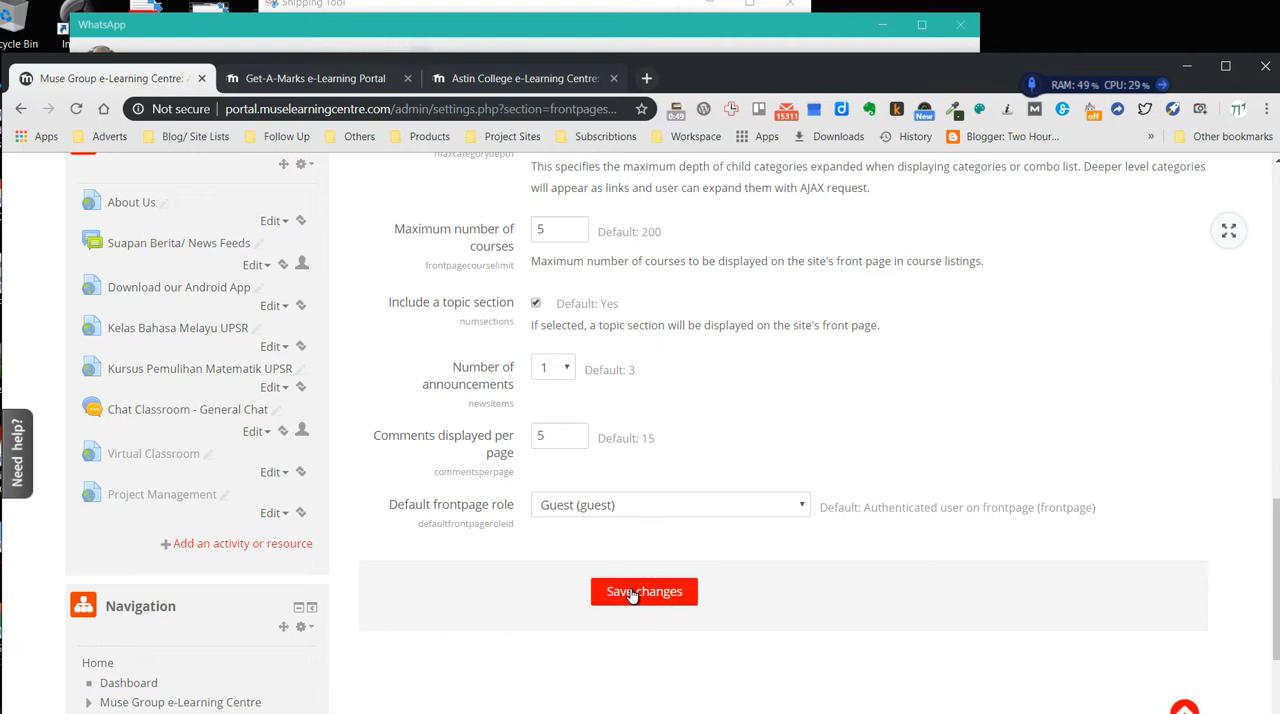 Snipping Tool
cycle Bin
WhatsApp
Muse Group e-Learning Centre: A
Get-A-Marks e-Learning Portal
Astin College e-Learning Centre:
RAM: 49 % CPU: 29 %
Not secure
portal.muselearningcentre.com/admin/settings.php?section=frontpages...
0:49
15311
New
off
Apps
Adverts
Blog/ Site Lists
Follow Up
Others
Products
Project Sites
Subscribtions
Workspace
Apps
Downloads
History
Blogger: Two Hour...
»
Other bookmarks
About Us
Edit
Suapan Berita/ News Feeds
Edit
Download our Android App
Edit
Kelas Bahasa Melayu UPSR
Edit
Kursus Pemulihan Matematik UPSR
Edit
Chat Classroom - General Chat
Edit
Virtual Classroom
Edit
Project Management
Edit
Add an activity or resource
Need help?
Navigation
Home
Dashboard
Muse Group e-Learning Centre
maxcategorydepth
This specifies the maximum depth of child categories expanded when displaying categories or combo list. Deeper level categories
will appear as links and user can expand them with AJAX request.
Maximum number of
courses
frontpagecourselimit
5
Default: 200
Maximum number of courses to be displayed on the site's front page in course listings.
Include a topic section
numsections
Default: Yes
If selected, a topic section will be displayed on the site's front page.
Number of
announcements
newsitems
1
Default: 3
Comments displayed per
page
commentsperpage
5
Default: 15
Default frontpage role
defaultfrontpageroleid
Guest (guest)
Default: Authenticated user on frontpage (frontpage)
Save changes